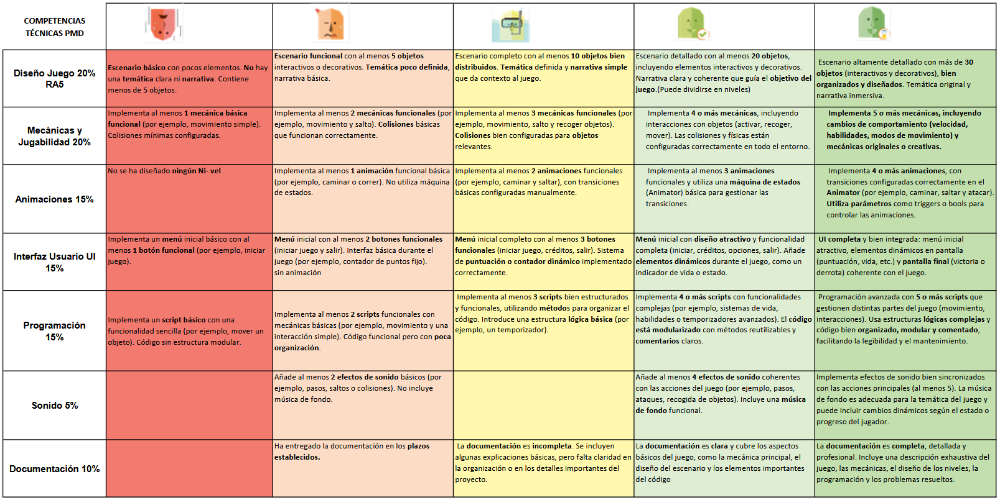 COMPETENCIAS
TÉCNICAS PMD
Diseño Juego 20%
RA5
Escenario básico con pocos elementos. No hay
una temática clara ni narrativa. Contiene
menos de 5 objetos.
Escenario funcional con al menos 5 objetos
interactivos o decorativos. Temática poco definida,
narrativa básica.
Escenario completo con al menos 10 objetos bien
distribuidos. Temática definida y narrativa simple
que da contexto al juego.
Escenario detallado con al menos 20 objetos,
incluyendo elementos interactivos y decorativos.
Narrativa clara y coherente que guía el objetivo del
juego.(Puede dividirse en niveles)
Escenario altamente detallado con más de 30
objetos (interactivos y decorativos), bien
organizados y diseñados. Temática original y
narrativa inmersiva.
Mecánicas y
Jugabilidad 20%
Implementa al menos 1 mecánica básica
funcional (por ejemplo, movimiento simple).
Colisiones mínimas configuradas.
Implementa al menos 2 mecánicas funcionales (por
ejemplo, movimiento y salto). Colisiones básicas
que funcionan correctamente.
Implementa al menos 3 mecánicas funcionales (por
ejemplo, movimiento, salto y recoger objetos).
Colisiones bien configuradas para objetos
relevantes.
Implementa 4 o más mecánicas, incluyendo
interacciones con objetos (activar, recoger,
mover). Las colisiones y físicas están
configuradas correctamente en todo el entorno.
Implementa 5 o más mecánicas, incluyendo
cambios de comportamiento (velocidad,
habilidades, modos de movimiento) y
mecánicas originales o creativas.
Animaciones 15%
No se ha diseñado ningún Ni- vel
Implementa al menos 1 animación funcional básica
(por ejemplo, caminar o correr). No utiliza máquina
de estados.
Implementa al menos 2 animaciones funcionales
(por ejemplo, caminar y saltar), con transiciones
básicas configuradas manualmente.
Implementa al menos 3 animaciones
funcionales y utiliza una máquina de estados
(Animator) básica para gestionar las
transiciones.
Implementa 4 o más animaciones, con
transiciones configuradas correctamente en el
Animator (por ejemplo, caminar, saltar y atacar).
Utiliza parámetros como triggers o bools para
controlar las animaciones.
Interfaz Usuario UI
15%
Implementa un menú inicial básico con al
menos 1 botón funcional (por ejemplo, iniciar
juego).
Menú inicial con al menos 2 botones funcionales
(iniciar juego y salir). Interfaz básica durante el
juego (por ejemplo, contador de puntos fijo).
sin animación
Menú inicial completo con al menos 3 botones
funcionales (iniciar juego, créditos, salir). Sistema
de puntuación o contador dinámico implementado
correctamente.
Menú inicial con diseño atractivo y funcionalidad
completa (iniciar, créditos, opciones, salir). Añade
elementos dinámicos durante el juego, como un
indicador de vida o estado.
UI completa y bien integrada: menú inicial
atractivo, elementos dinámicos en pantalla
(puntuación, vida, etc.) y pantalla final (victoria o
derrota) coherente con el juego.
Programación
15%
Implementa un script básico con una
funcionalidad sencilla (por ejemplo, mover un
objeto). Código sin estructura modular.
Implementa al menos 2 scripts funcionales con
mecánicas básicas (por ejemplo, movimiento y una
interacción simple). Código funcional pero con poca
organización.
Implementa al menos 3 scripts bien estructurados
y funcionales, utilizando métodos para organizar el
código. Introduce una estructura lógica básica (por
ejemplo, un temporizador).
Implementa 4 o más scripts con funcionalidades
complejas (por ejemplo, sistemas de vida,
habilidades o temporizadores avanzados). El código
está modularizado con métodos reutilizables y
comentarios claros.
Programación avanzada con 5 o más scripts que
gestionen distintas partes del juego (movimiento,
interacciones). Usa estructuras lógicas complejas y
código bien organizado, modular y comentado,
facilitando la legibilidad y el mantenimiento.
Sonido 5%
Añade al menos 2 efectos de sonido básicos (por
ejemplo, pasos, saltos o colisiones). No incluye
música de fondo.
Añade al menos 4 efectos de sonido coherentes
con las acciones del juego (por ejemplo, pasos,
ataques, recogida de objetos). Incluye una música
de fondo funcional.
Implementa efectos de sonido bien sincronizados
con las acciones principales (al menos 5). La música
de fondo es adecuada para la temática del juego y
puede incluir cambios dinámicos según el estado o
progreso del jugador.
Documentación 10%
Ha entregado la documentación en los plazos
establecidos.
La documentación es incompleta. Se incluyen
algunas explicaciones básicas, pero falta claridad en
la organización o en los detalles importantes del
proyecto.
La documentación es clara y cubre los aspectos
básicos del juego, como la mecánica principal, el
diseño del escenario y los elementos importantes
del código
La documentación es completa, detallada y
profesional. Incluye una descripción exhaustiva del
juego, las mecánicas, el diseño de los niveles, la
programación y los problemas resueltos.